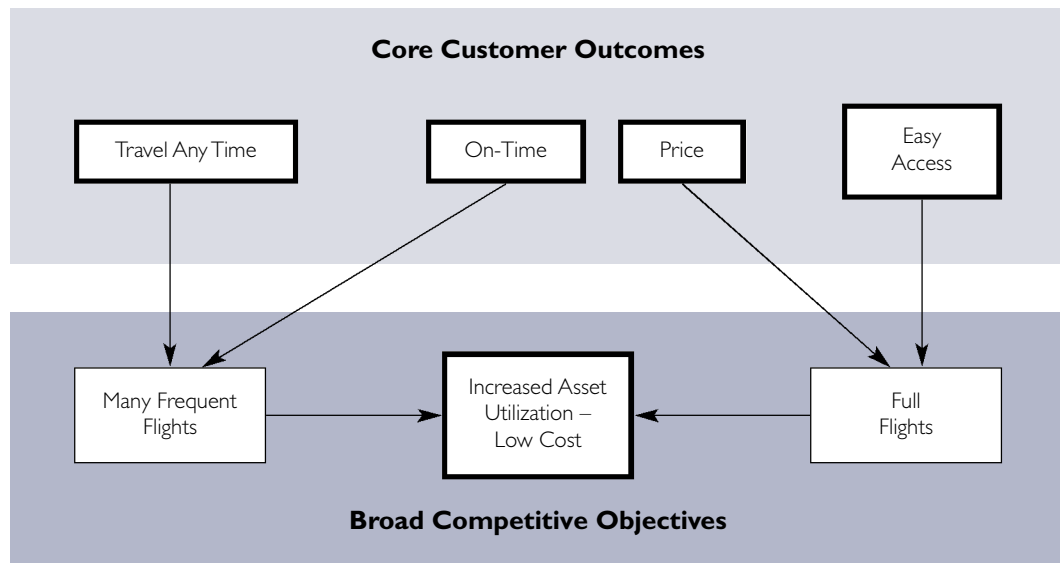 Core Customer Outcomes
Travel Any Time
On-Time
Price
Easy
Access
Many Frequent
Flights
Increased Asset
Utilization –
Low Cost
Full
Flights
Broad Competitive Objectives